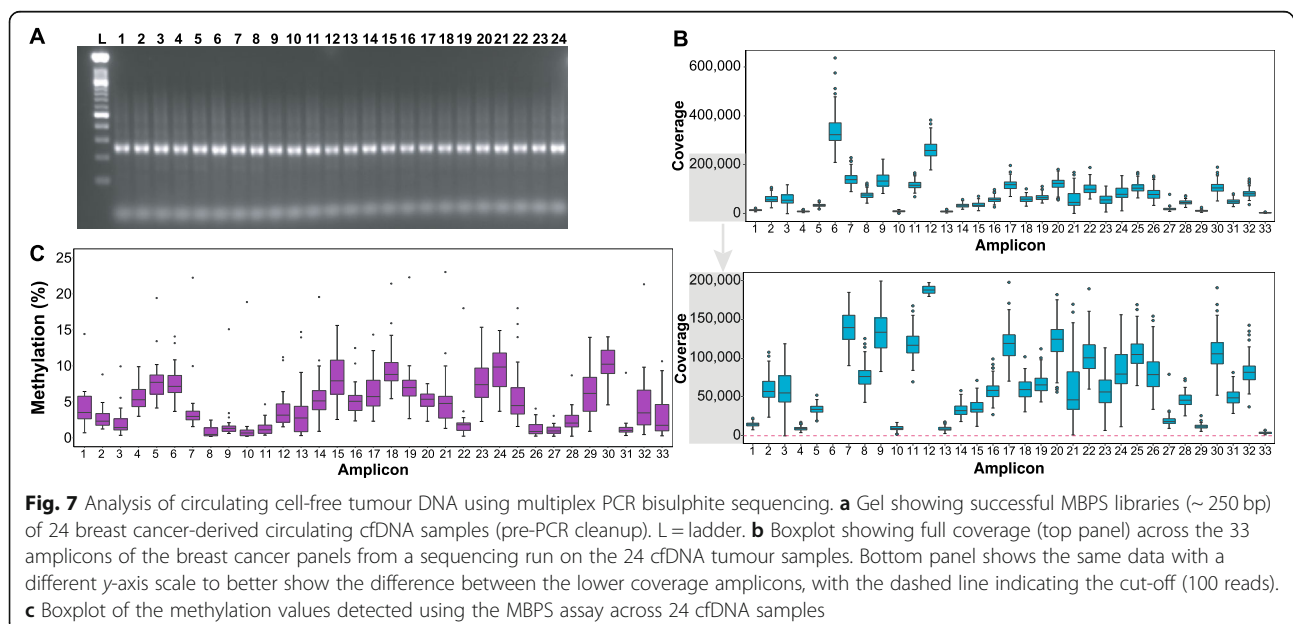 A
L 1 2 3 4 5 6 7 8 9 10 11 12 13 14 15 16 17 18 19 20 21 22 23 24
B
600,000
400,000
200,000
0
Coverage
1 2 3 4 5 6 7 8 9 10 11 12 13 14 15 16 17 18 19 20 21 22 23 24 25 26 27 28 29 30 31 32 33
Amplicon
200,000
150,000
100,000
50,000
0
Coverage
1 2 3 4 5 6 7 8 9 10 11 12 13 14 15 16 17 18 19 20 21 22 23 24 25 26 27 28 29 30 31 32 33
Amplicon
C
25
20
15
10
5
0
Methylation (%)
1 2 3 4 5 6 7 8 9 10 11 12 13 14 15 16 17 18 19 20 21 22 23 24 25 26 27 28 29 30 31 32 33
Amplicon
Fig. 7 Analysis of circulating cell-free tumour DNA using multiplex PCR bisulphite sequencing. a Gel showing successful MBPS libraries (~ 250 bp)
of 24 breast cancer-derived circulating cfDNA samples (pre-PCR cleanup). L = ladder. b Boxplot showing full coverage (top panel) across the 33
amplicons of the breast cancer panels from a sequencing run on the 24 cfDNA tumour samples. Bottom panel shows the same data with a
different y-axis scale to better show the difference between the lower coverage amplicons, with the dashed line indicating the cut-off (100 reads).
c Boxplot of the methylation values detected using the MBPS assay across 24 cfDNA samples